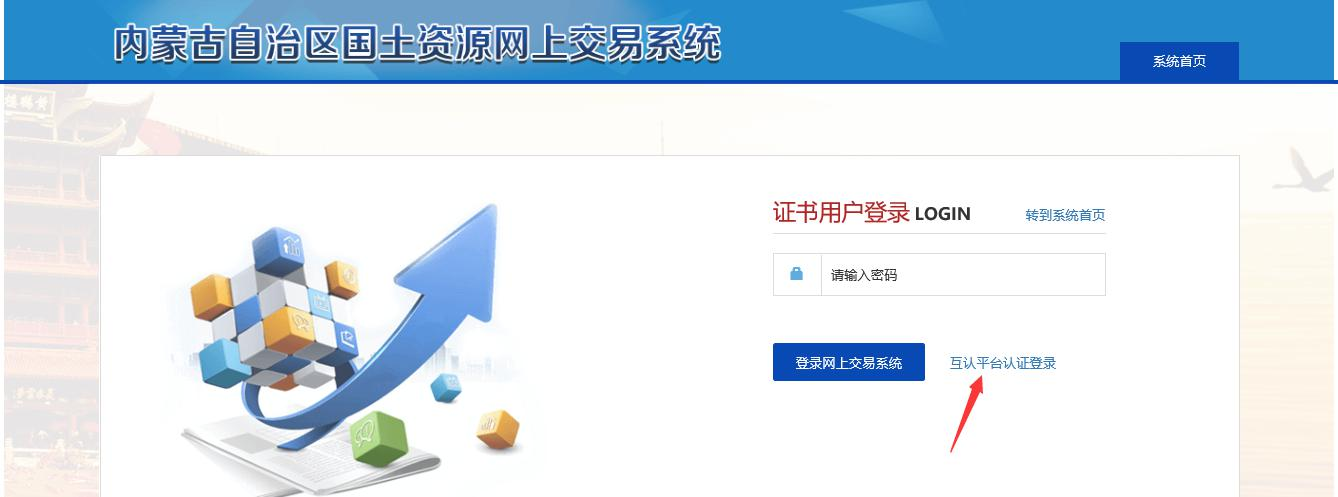 内蒙古自治区国土资源网上交易系统
系统首页
证书用户登录 LOGIN
转到系统首页
请输入密码
登录网上交易系统
互认平台认证登录